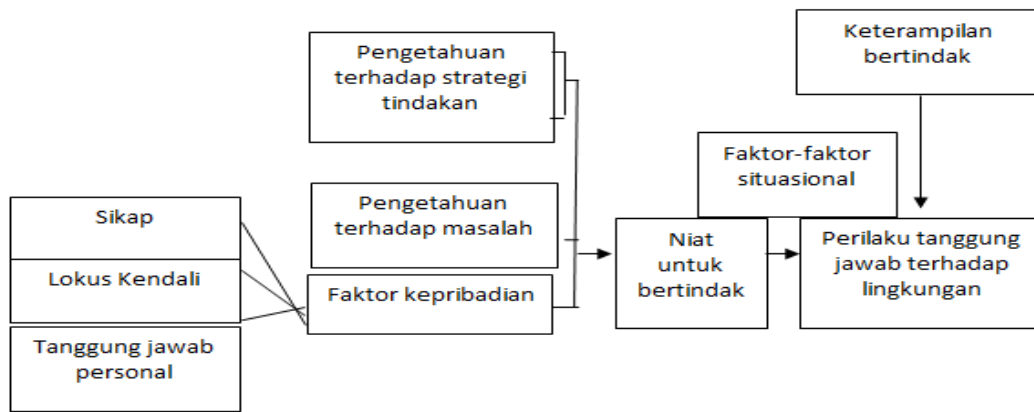 Keterampilan
bertindak
Pengetahuan
terhadap strategi
tindakan
Faktor-faktor
situasional
Pengetahuan
terhadap masalah
Sikap
Lokus Kendali
Tanggung jawab
personal
Faktor kepribadian
Niat
untuk
bertindak
Perilaku tanggung
jawab terhadap
lingkungan